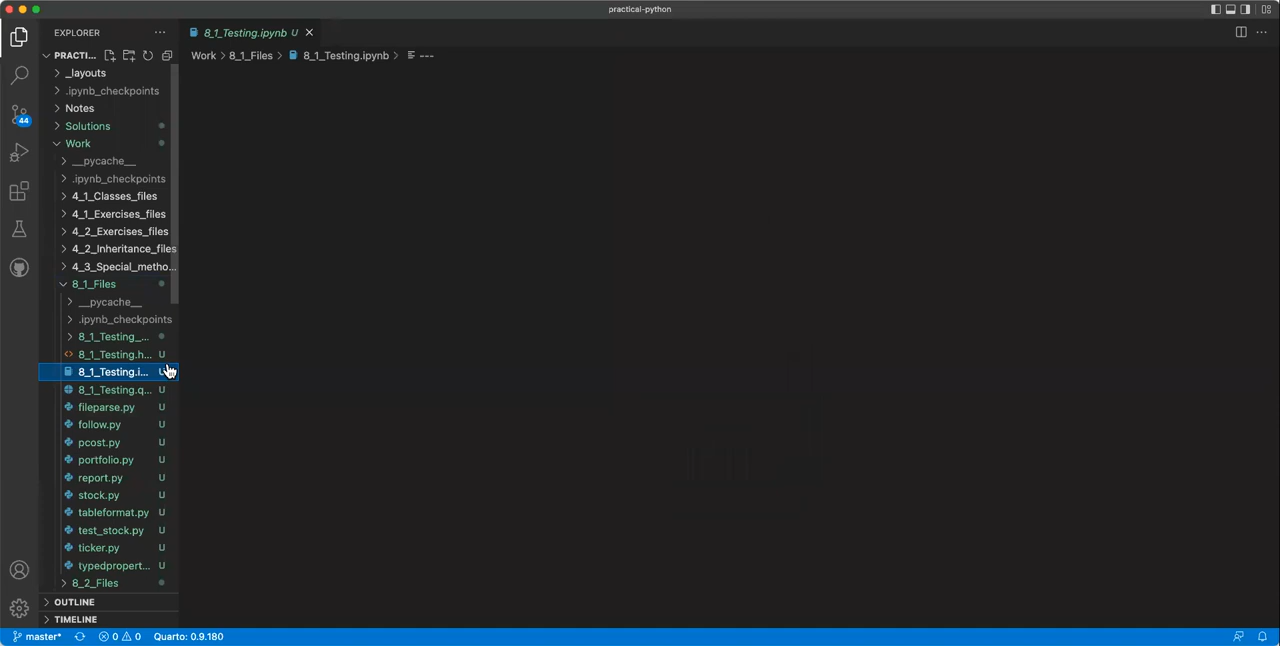 practical-python
EXPLORER
8_1_Testing.ipynb U
PRACTI...
Work > 8_1_Files > 8_1_Testing.ipynb > ---
_layouts
.ipynb_checkpoints
Notes
Solutions
44
Work
__pycache__
.ipynb_checkpoints
4_1_Classes_files
4_1_Exercises_files
4_2_Exercises_files
4_2_Inheritance_files
4_3_Special_metho...
8_1_Files
__pycache__
.ipynb_checkpoints
8_1_Testing_...
8_1_Testing.h... U
8_1_Testing.i... U
8_1_Testing.q... U
fileparse.py U
follow.py U
pcost.py U
portfolio.py U
report.py U
stock.py U
tableformat.py U
test_stock.py U
ticker.py U
typedpropert... U
8_2_Files
OUTLINE
TIMELINE
master* 0 0 Quarto: 0.9.180